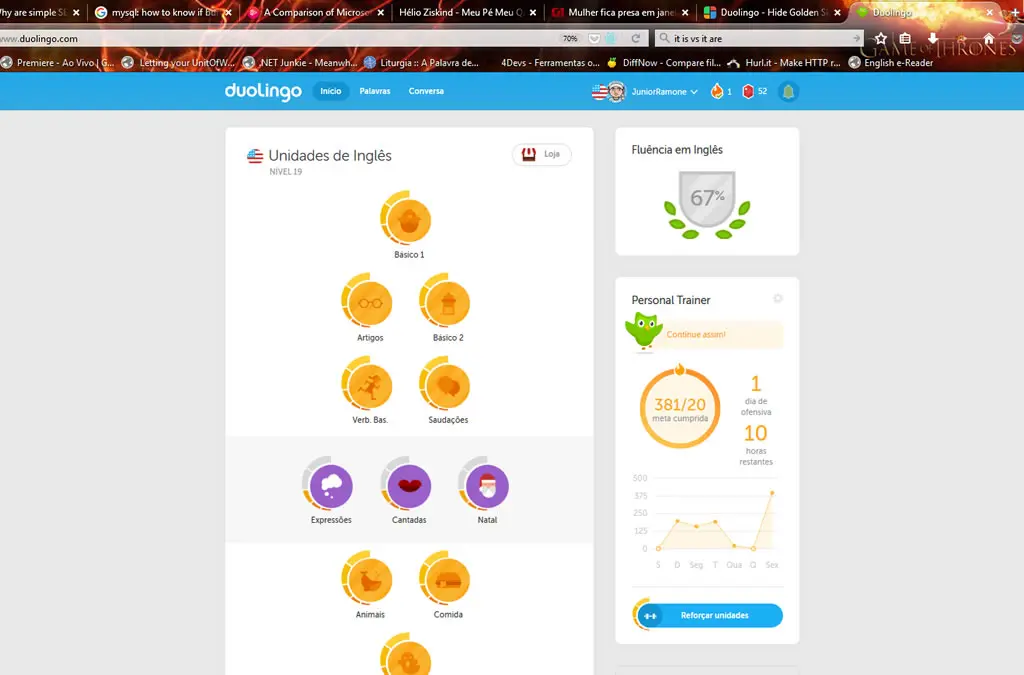 hy are simple S
mysql: how to know if bi
A Comparison of Microso
Hélio Ziskind - Meu Pé Meu Q
Mulher fica presa em janel
Duolingo - Hide Golden Sk
Duolingo
www.duolingo.com
70%
it is vs it are
Premiere - Ao Vivo | G...
Letting your UnitOfW...
.NET Junkie - Meanwh...
Liturgia :: A Palavra de...
4Devs - Ferramentas o...
DiffNow - Compare fil...
Hurl.it - Make HTTP r...
English e-Reader
GAME OF THRONES
duolingo
Início
Palavras
Conversa
JuniorRamone
1
52
Unidades de Inglês
NÍVEL 19
Loja
Básico 1
Artigos
Básico 2
Verb. Bas.
Saudações
Expressões
Cantadas
Natal
Animais
Comida
Fluência em Inglês
67%
Personal Trainer
Continue assim!
381/20
meta cumprida
1
dia de
ofensiva
10
horas
restantes
500
375
250
125
0
S D Seg T Qua Q Sex
Reforçar unidades